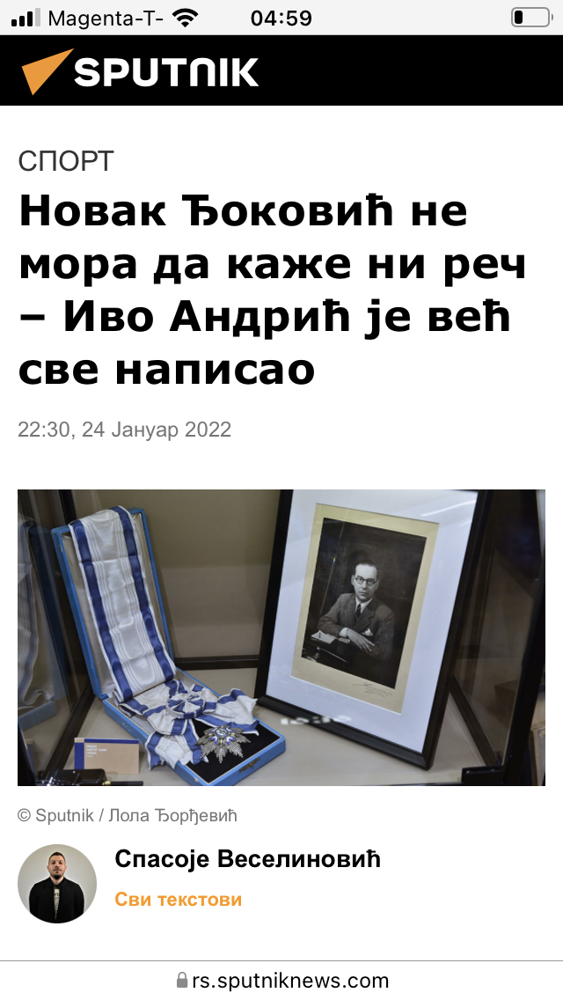 Magenta-T- 04:59
SPUTNIK
СПОРТ
Новак Ђоковић не
мора да каже ни реч
– Иво Андрић је већ
све написао
22:30, 24 Јануар 2022
© Sputnik / Лола Ђорђевић
Спасоје Веселиновић
Сви текстови
rs.sputniknews.com